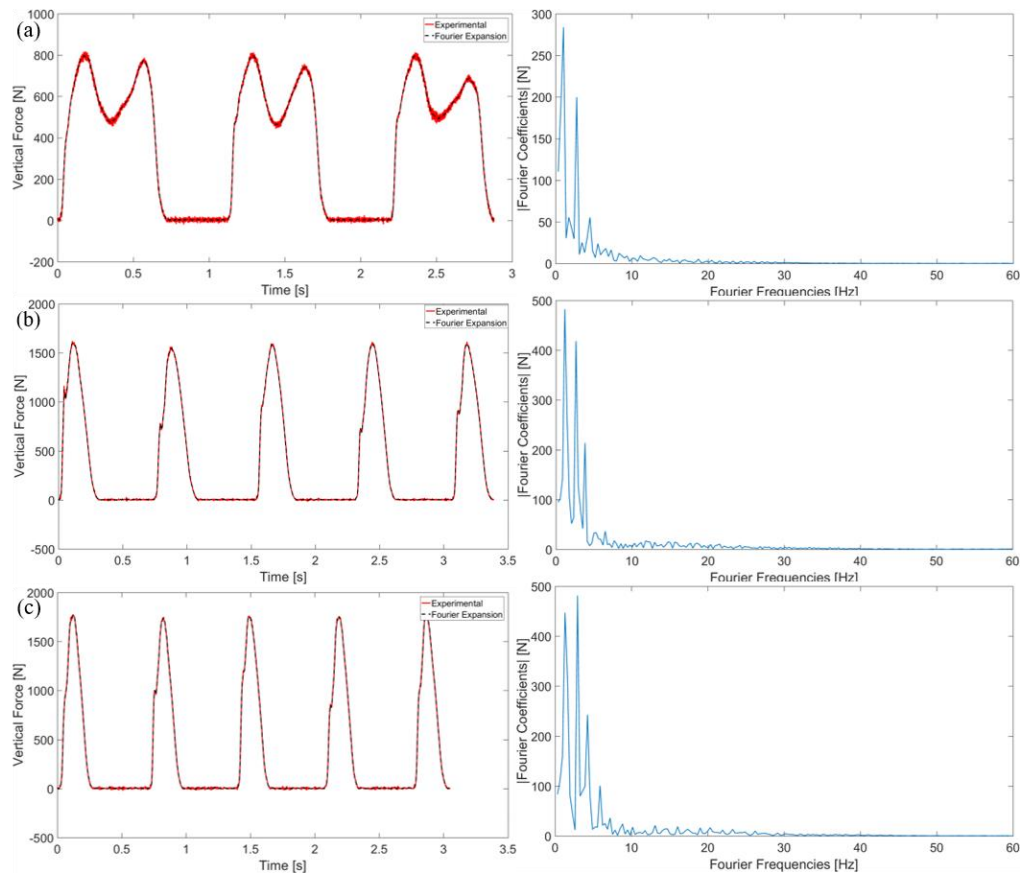 (a)
1000
800
600
400
200
0
-200
Vertical Force [N]
Experimental
Fourier Expansion
0 0.5 1 1.5 2 2.5 3
Time [s]
300
250
200
150
100
50
0
|Fourier Coefficients| [N]
0 10 20 30 40 50 60
Fourier Frequencies [Hz]
(b)
2000
1500
1000
500
0
-500
Vertical Force [N]
Experimental
Fourier Expansion
0 0.5 1 1.5 2 2.5 3 3.5
Time [s]
500
400
300
200
100
0
|Fourier Coefficients| [N]
0 10 20 30 40 50 60
Fourier Frequencies [Hz]
(c)
2000
1500
1000
500
0
-500
Vertical Force [N]
Experimental
Fourier Expansion
0 0.5 1 1.5 2 2.5 3 3.5
Time [s]
500
400
300
200
100
0
|Fourier Coefficients| [N]
0 10 20 30 40 50 60
Fourier Frequencies [Hz]